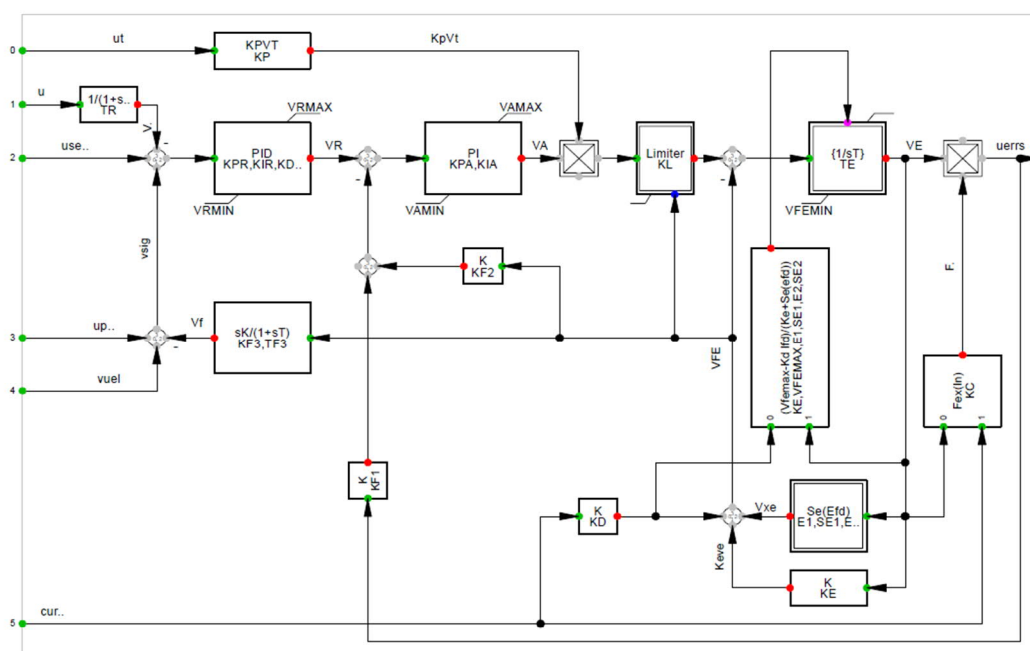 0
ut
KPVT
KP
KpVt
1
u
1/(1+s..
TR
V.
-
VRMAX
VAMAX
2
use..
PID
KPR,KIR,KD..
VR
PI
KPA,KIA
VA
Limiter
KL
{1/sT}
TE
VE
uerrs
-
-
VRMIN
VAMIN
VFEMIN
vsig
K
KF2
(Vfemax-Kd Ifd)/(Ke+Se(efd))
KE,VFEMAX,E1,SE1,E2,SE2
0
1
F.
3
up..
Vf
-
sK/(1+sT)
KF3,TF3
VFE
4
vuel
Fex(In)
KC
0
1
K
KF1
K
KD
Vxe
Se(Efd)
E1,SE1,E..
Keve
K
KE
5
cur..